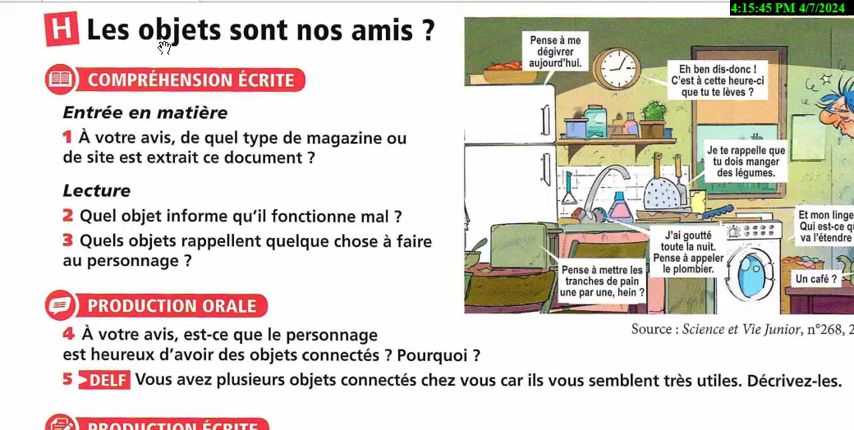 4:15:45 PM 4/7/2024
H Les objets sont nos amis ?
COMPRÉHENSION ÉCRITE
Entrée en matière
1 À votre avis, de quel type de magazine ou
de site est extrait ce document ?
Lecture
2 Quel objet informe qu'il fonctionne mal ?
3 Quels objets rappellent quelque chose à faire
au personnage ?
PRODUCTION ORALE
4 À votre avis, est-ce que le personnage
est heureux d'avoir des objets connectés ? Pourquoi ?
5 >DELF Vous avez plusieurs objets connectés chez vous car ils vous semblent très utiles. Décrivez-les.
PRODUCTION ÉCRITE
Pense à me
dégivrer
aujourd'hui.
Eh ben dis-donc !
C'est à cette heure-ci
que tu te lèves ?
Je te rappelle que
tu dois manger
des légumes.
J'ai goutté
toute la nuit.
Pense à appeler
le plombier.
Pense à mettre les
tranches de pain
une par une, hein ?
Et mon linge
Qui est-ce qu
va l'étendre
Un café ?
Source : Science et Vie Junior, n°268, 2